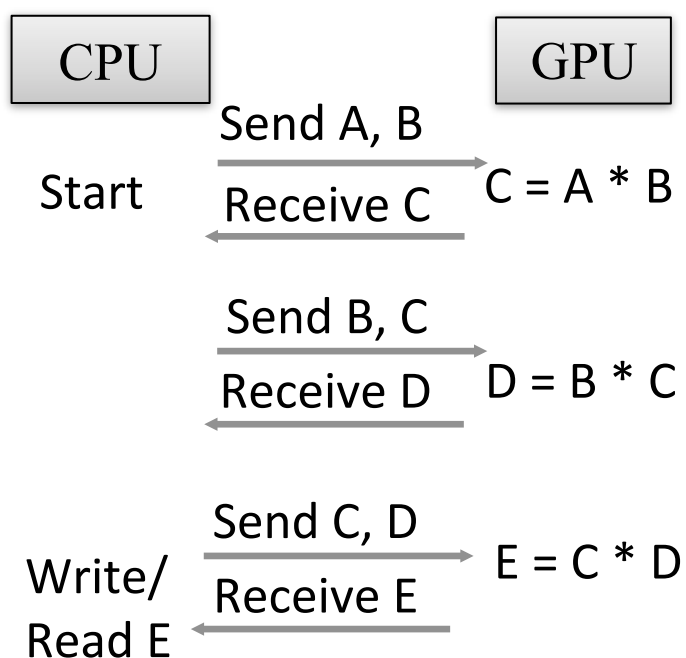 CPU
GPU
Send A, B
Start
Receive C
C = A * B
Send B, C
Receive D
D = B * C
Send C, D
Write/
Read E
Receive E
E = C * D